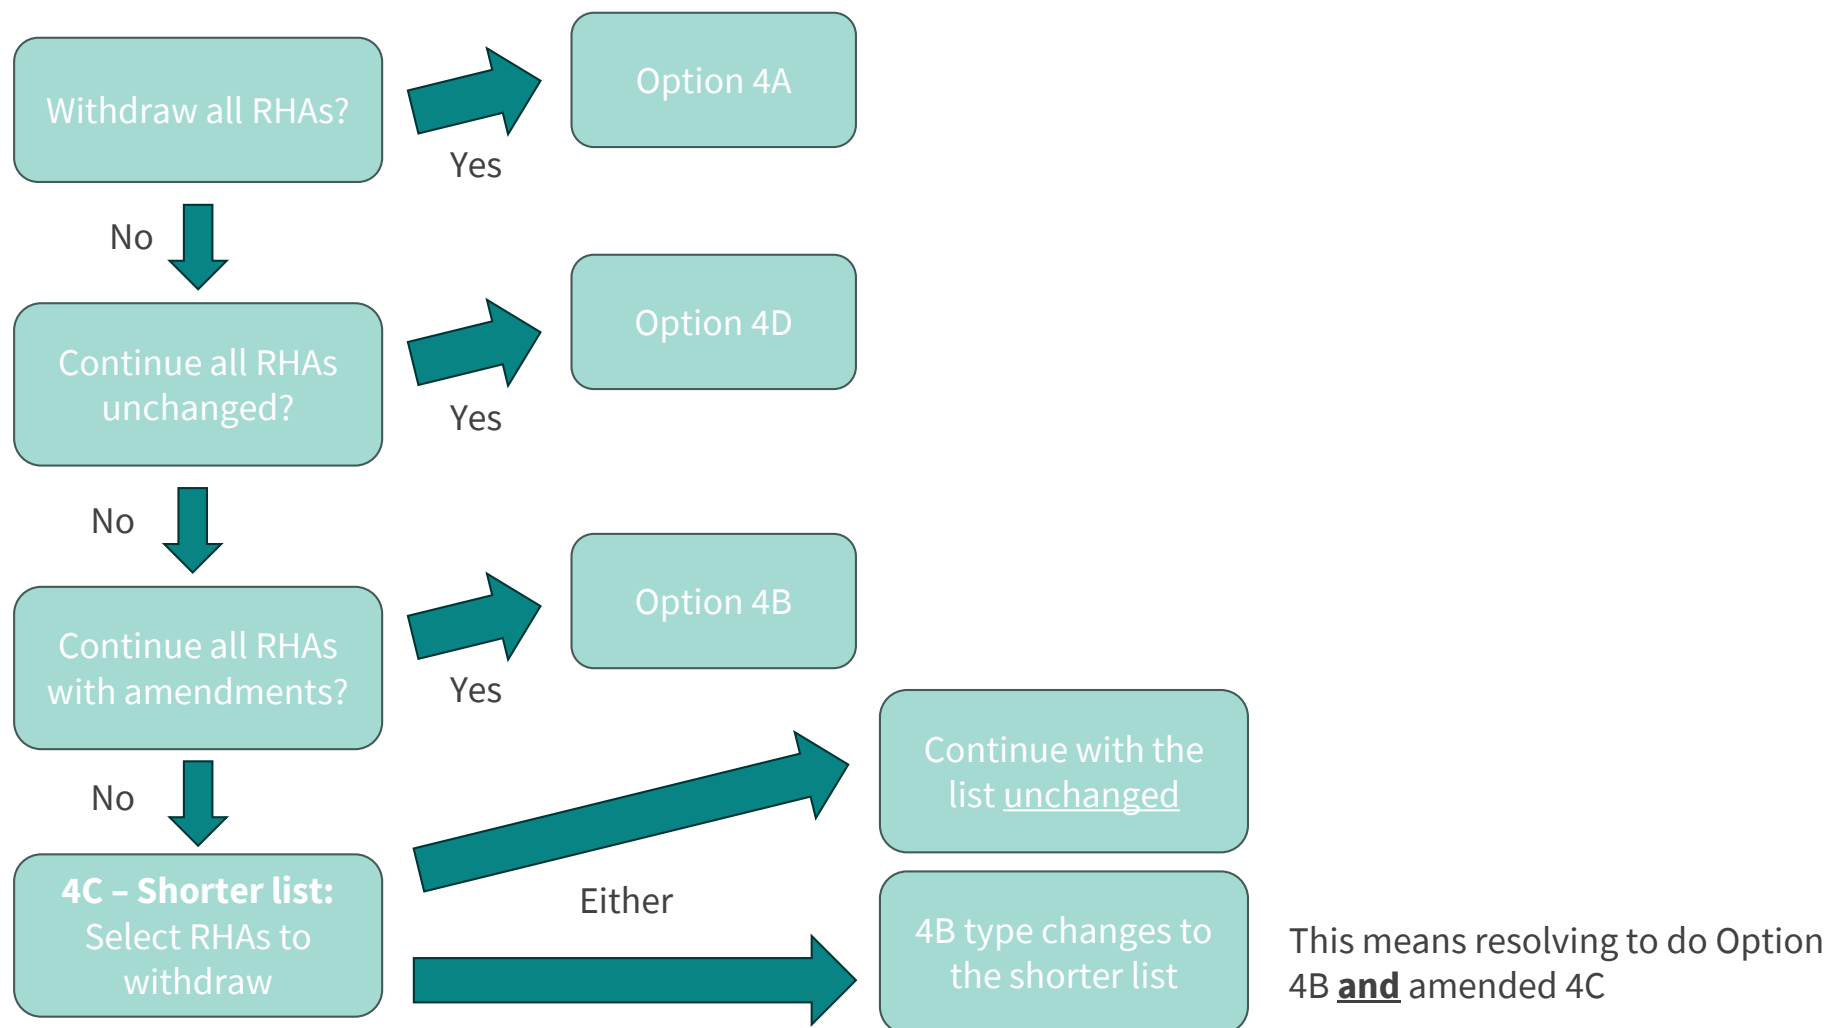 Withdraw all RHAs?
Yes
Option 4A
No
Continue all RHAs
unchanged?
Yes
Option 4D
No
Continue all RHAs
with amendments?
Yes
Option 4B
No
4C – Shorter list:
Select RHAs to
withdraw
Either
Continue with the
list unchanged
4B type changes to
the shorter list
This means resolving to do Option
4B and amended 4C